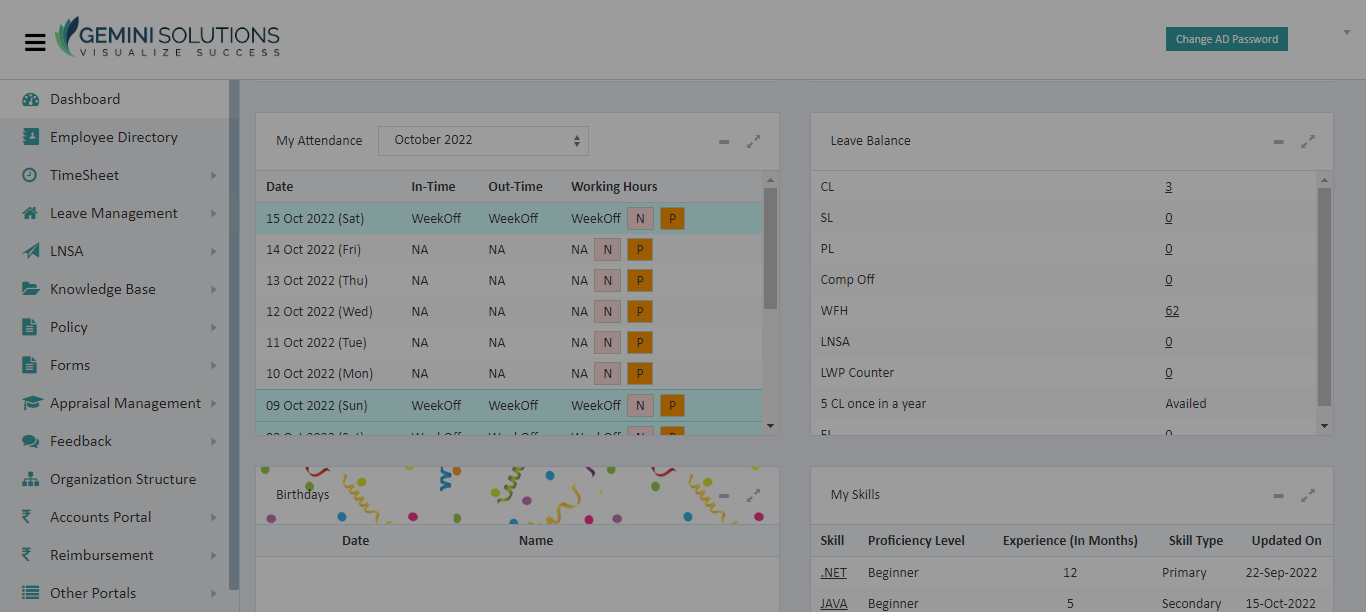 GEMINI SOLUTIONS
VISUALIZE SUCCESS
Change AD Password
Dashboard
Employee Directory
TimeSheet
Leave Management
LNSA
Knowledge Base
Policy
Forms
Appraisal Management
Feedback
Organization Structure
Accounts Portal
Reimbursement
Other Portals
My Attendance October 2022
Date In-Time Out-Time Working Hours
15 Oct 2022 (Sat) WeekOff WeekOff WeekOff N P
14 Oct 2022 (Fri) NA NA NA N P
13 Oct 2022 (Thu) NA NA NA N P
12 Oct 2022 (Wed) NA NA NA N P
11 Oct 2022 (Tue) NA NA NA N P
10 Oct 2022 (Mon) NA NA NA N P
09 Oct 2022 (Sun) WeekOff WeekOff WeekOff N P
Leave Balance
CL 3
SL 0
PL 0
Comp Off 0
WFH 62
LNSA 0
LWP Counter 0
5 CL once in a year Availed
Birthdays
Date Name
My Skills
Skill Proficiency Level Experience (In Months) Skill Type Updated On
.NET Beginner 12 Primary 22-Sep-2022
JAVA Beginner 5 Secondary 15-Oct-2022